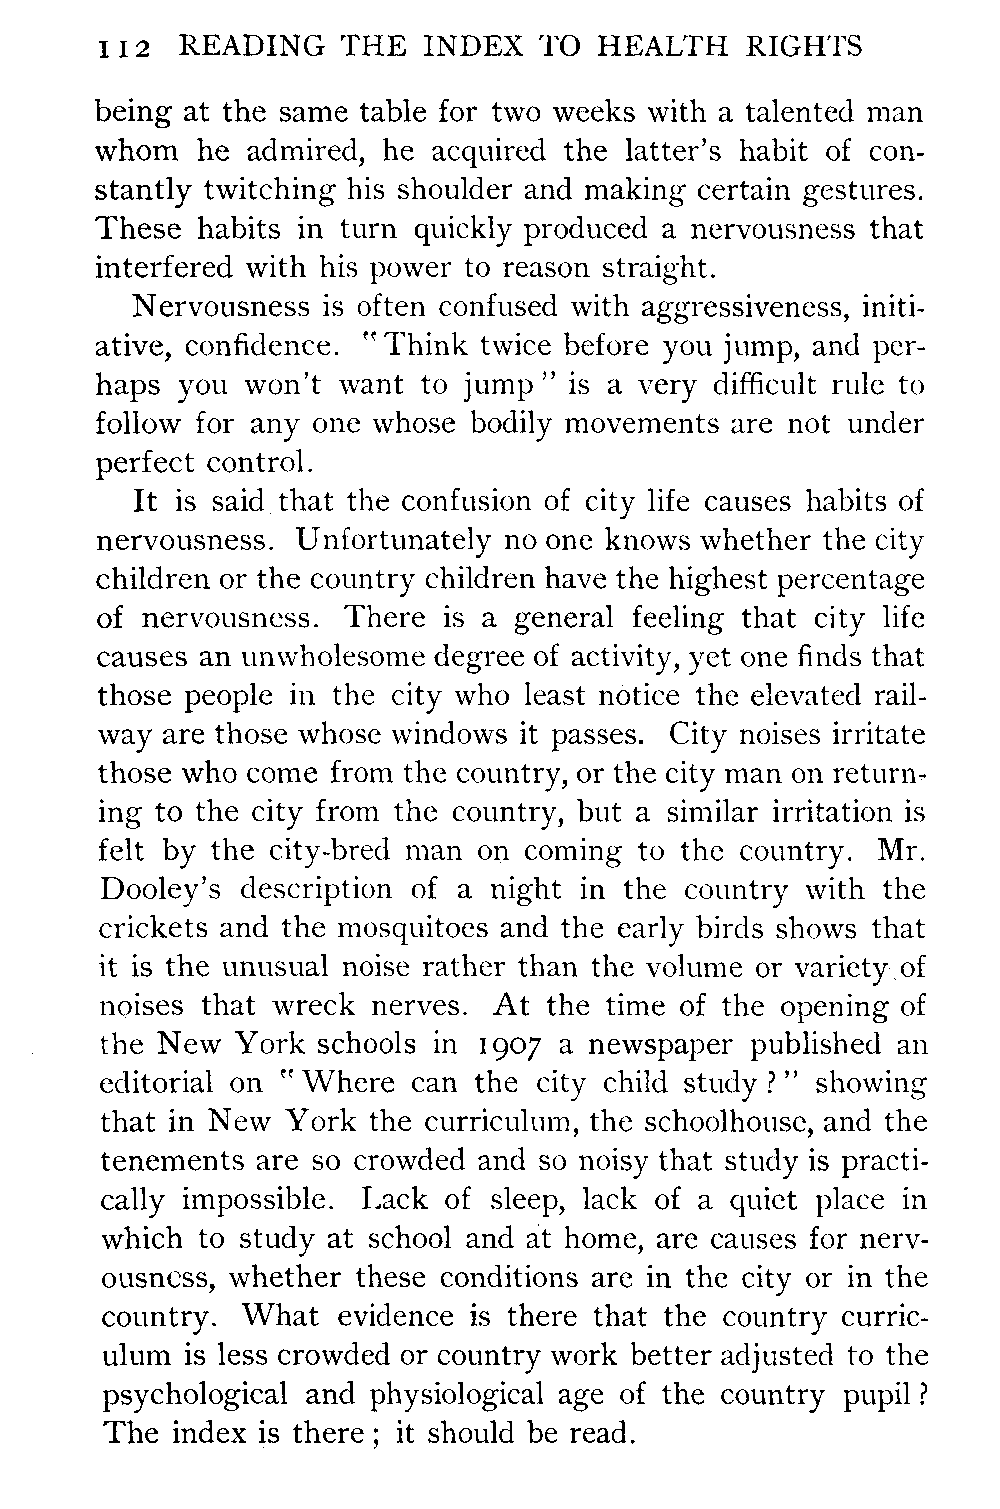 112 READING THE INDEX TO HEALTH RIGHTS
being at the same table for two weeks with a talented man
whom he admired, he acquired the latter's habit of con-
stantly twitching his shoulder and making certain gestures.
These habits in turn quickly produced a nervousness that
interfered with his power to reason straight.
Nervousness is often confused with aggressiveness, initi-
ative, confidence. "Think twice before you jump, and per-
haps you won't want to jump" is a very difficult rule to
follow for any one whose bodily movements are not under
perfect control.
It is said that the confusion of city life causes habits of
nervousness. Unfortunately no one knows whether the city
children or the country children have the highest percentage
of nervousness. There is a general feeling that city life
causes an unwholesome degree of activity, yet one finds that
those people in the city who least notice the elevated rail-
way are those whose windows it passes. City noises irritate
those who come from the country, or the city man on return-
ing to the city from the country, but a similar irritation is
felt by the city-bred man on coming to the country. Mr.
Dooley's description of a night in the country with the
crickets and the mosquitoes and the early birds shows that
it is the unusual noise rather than the volume or variety of
noises that wreck nerves. At the time of the opening of
the New York schools in 1907 a newspaper published an
editorial on "Where can the city child study?" showing
that in New York the curriculum, the schoolhouse, and the
tenements are so crowded and so noisy that study is practi-
cally impossible. Lack of sleep, lack of a quiet place in
which to study at school and at home, are causes for nerv-
ousness, whether these conditions are in the city or in the
country. What evidence is there that the country curric-
ulum is less crowded or country work better adjusted to the
psychological and physiological age of the country pupil?
The index is there; it should be read.